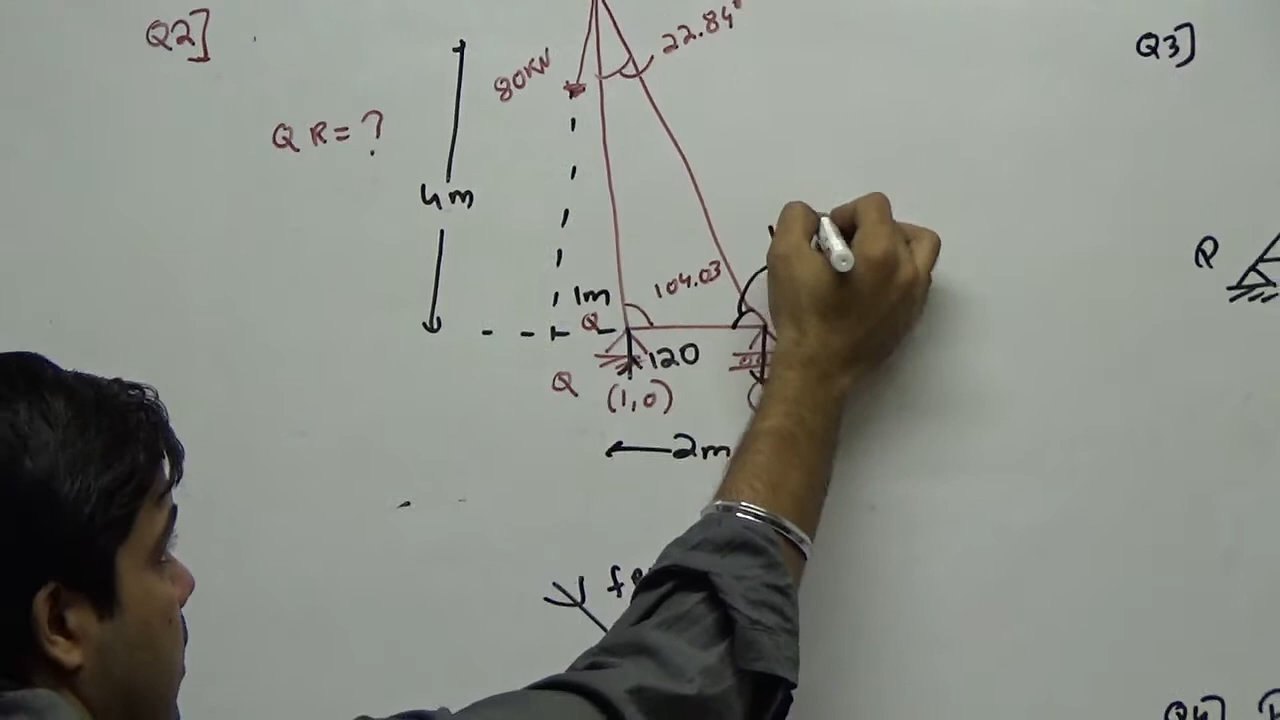 Q2]
22.84°
Q3]
80KN
QR=?
4m
104.03
1m
Q
R
120
Q
(1,0)
2m